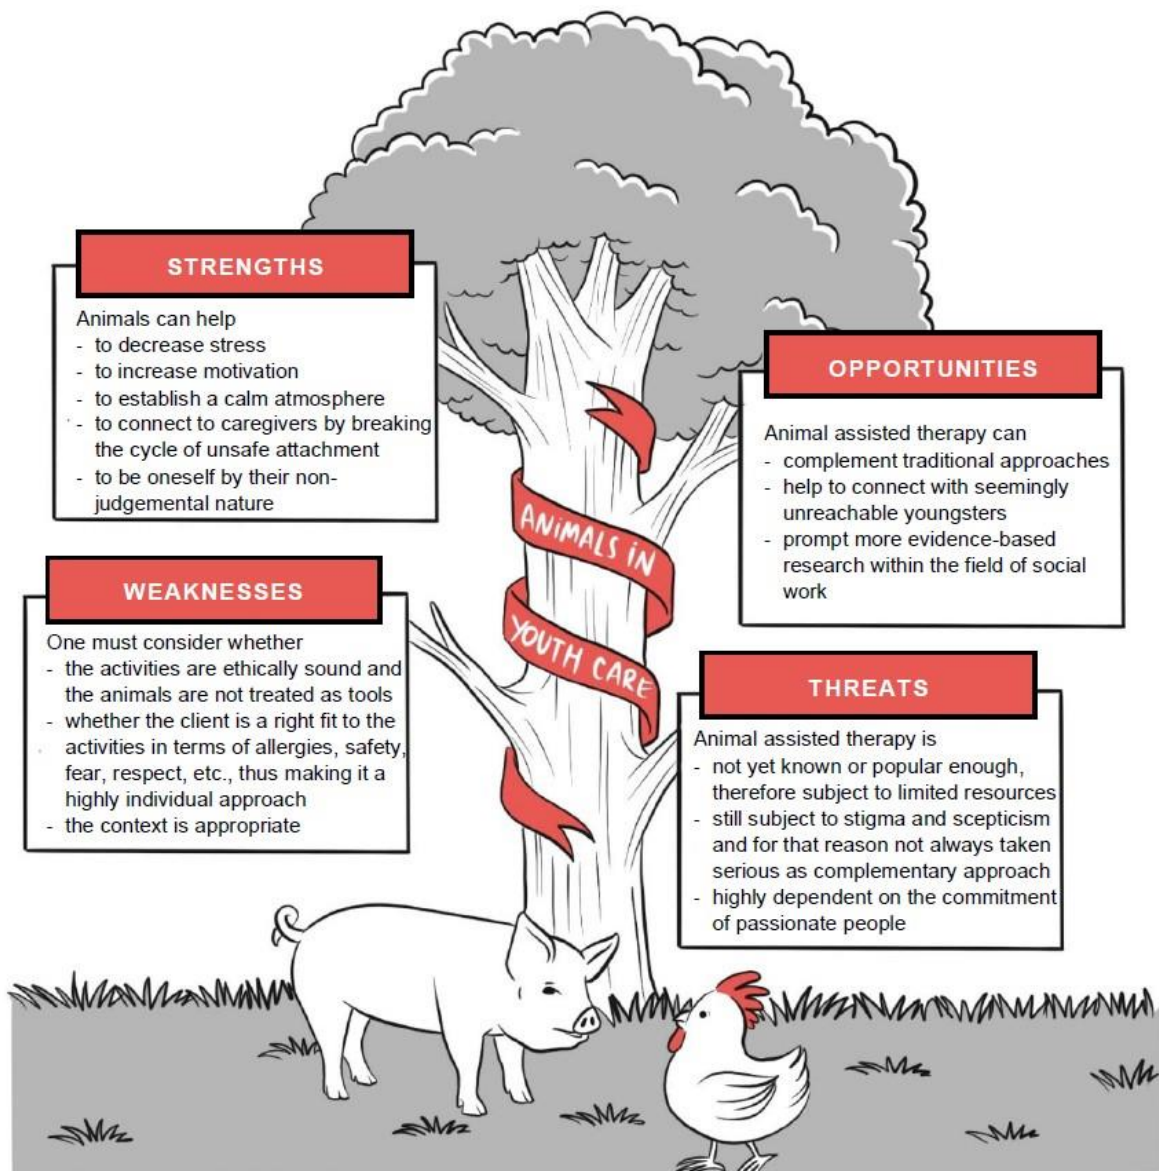 STRENGTHS
Animals can help
- to decrease stress
- to increase motivation
- to establish a calm atmosphere
- to connect to caregivers by breaking
the cycle of unsafe attachment
- to be oneself by their non-
judgemental nature
WEAKNESSES
One must consider whether
- the activities are ethically sound and
the animals are not treated as tools
- whether the client is a right fit to the
activities in terms of allergies, safety,
fear, respect, etc., thus making it a
highly individual approach
- the context is appropriate
ANIMALS IN
YOUTH CARE
OPPORTUNITIES
Animal assisted therapy can
- complement traditional approaches
- help to connect with seemingly
unreachable youngsters
- prompt more evidence-based
research within the field of social
work
THREATS
Animal assisted therapy is
- not yet known or popular enough,
therefore subject to limited resources
- still subject to stigma and scepticism
and for that reason not always taken
serious as complementary approach
- highly dependent on the commitment
of passionate people